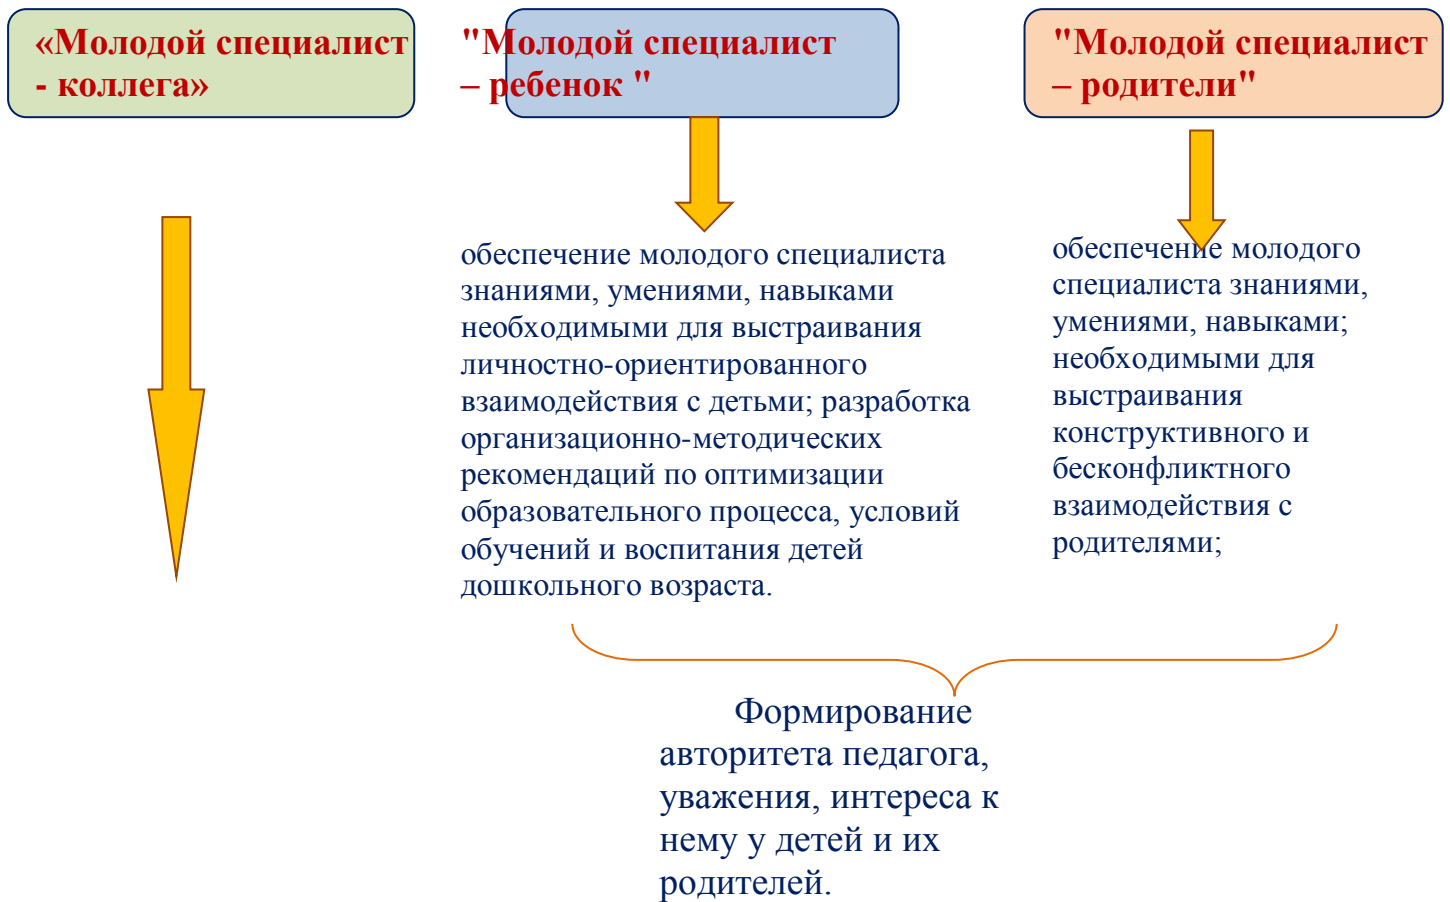 «Молодой специалист
- коллега»
"Молодой специалист
– ребенок "
"Молодой специалист
– родители"
обеспечение молодого специалиста
знаниями, умениями, навыками
необходимыми для выстраивания
личностно-ориентированного
взаимодействия с детьми; разработка
организационно-методических
рекомендаций по оптимизации
образовательного процесса, условий
обучений и воспитания детей
дошкольного возраста.
обеспечение молодого
специалиста знаниями,
умениями, навыками;
необходимыми для
выстраивания
конструктивного и
бесконфликтного
взаимодействия с
родителями;
Формирование
авторитета педагога,
уважения, интереса к
нему у детей и их
родителей.